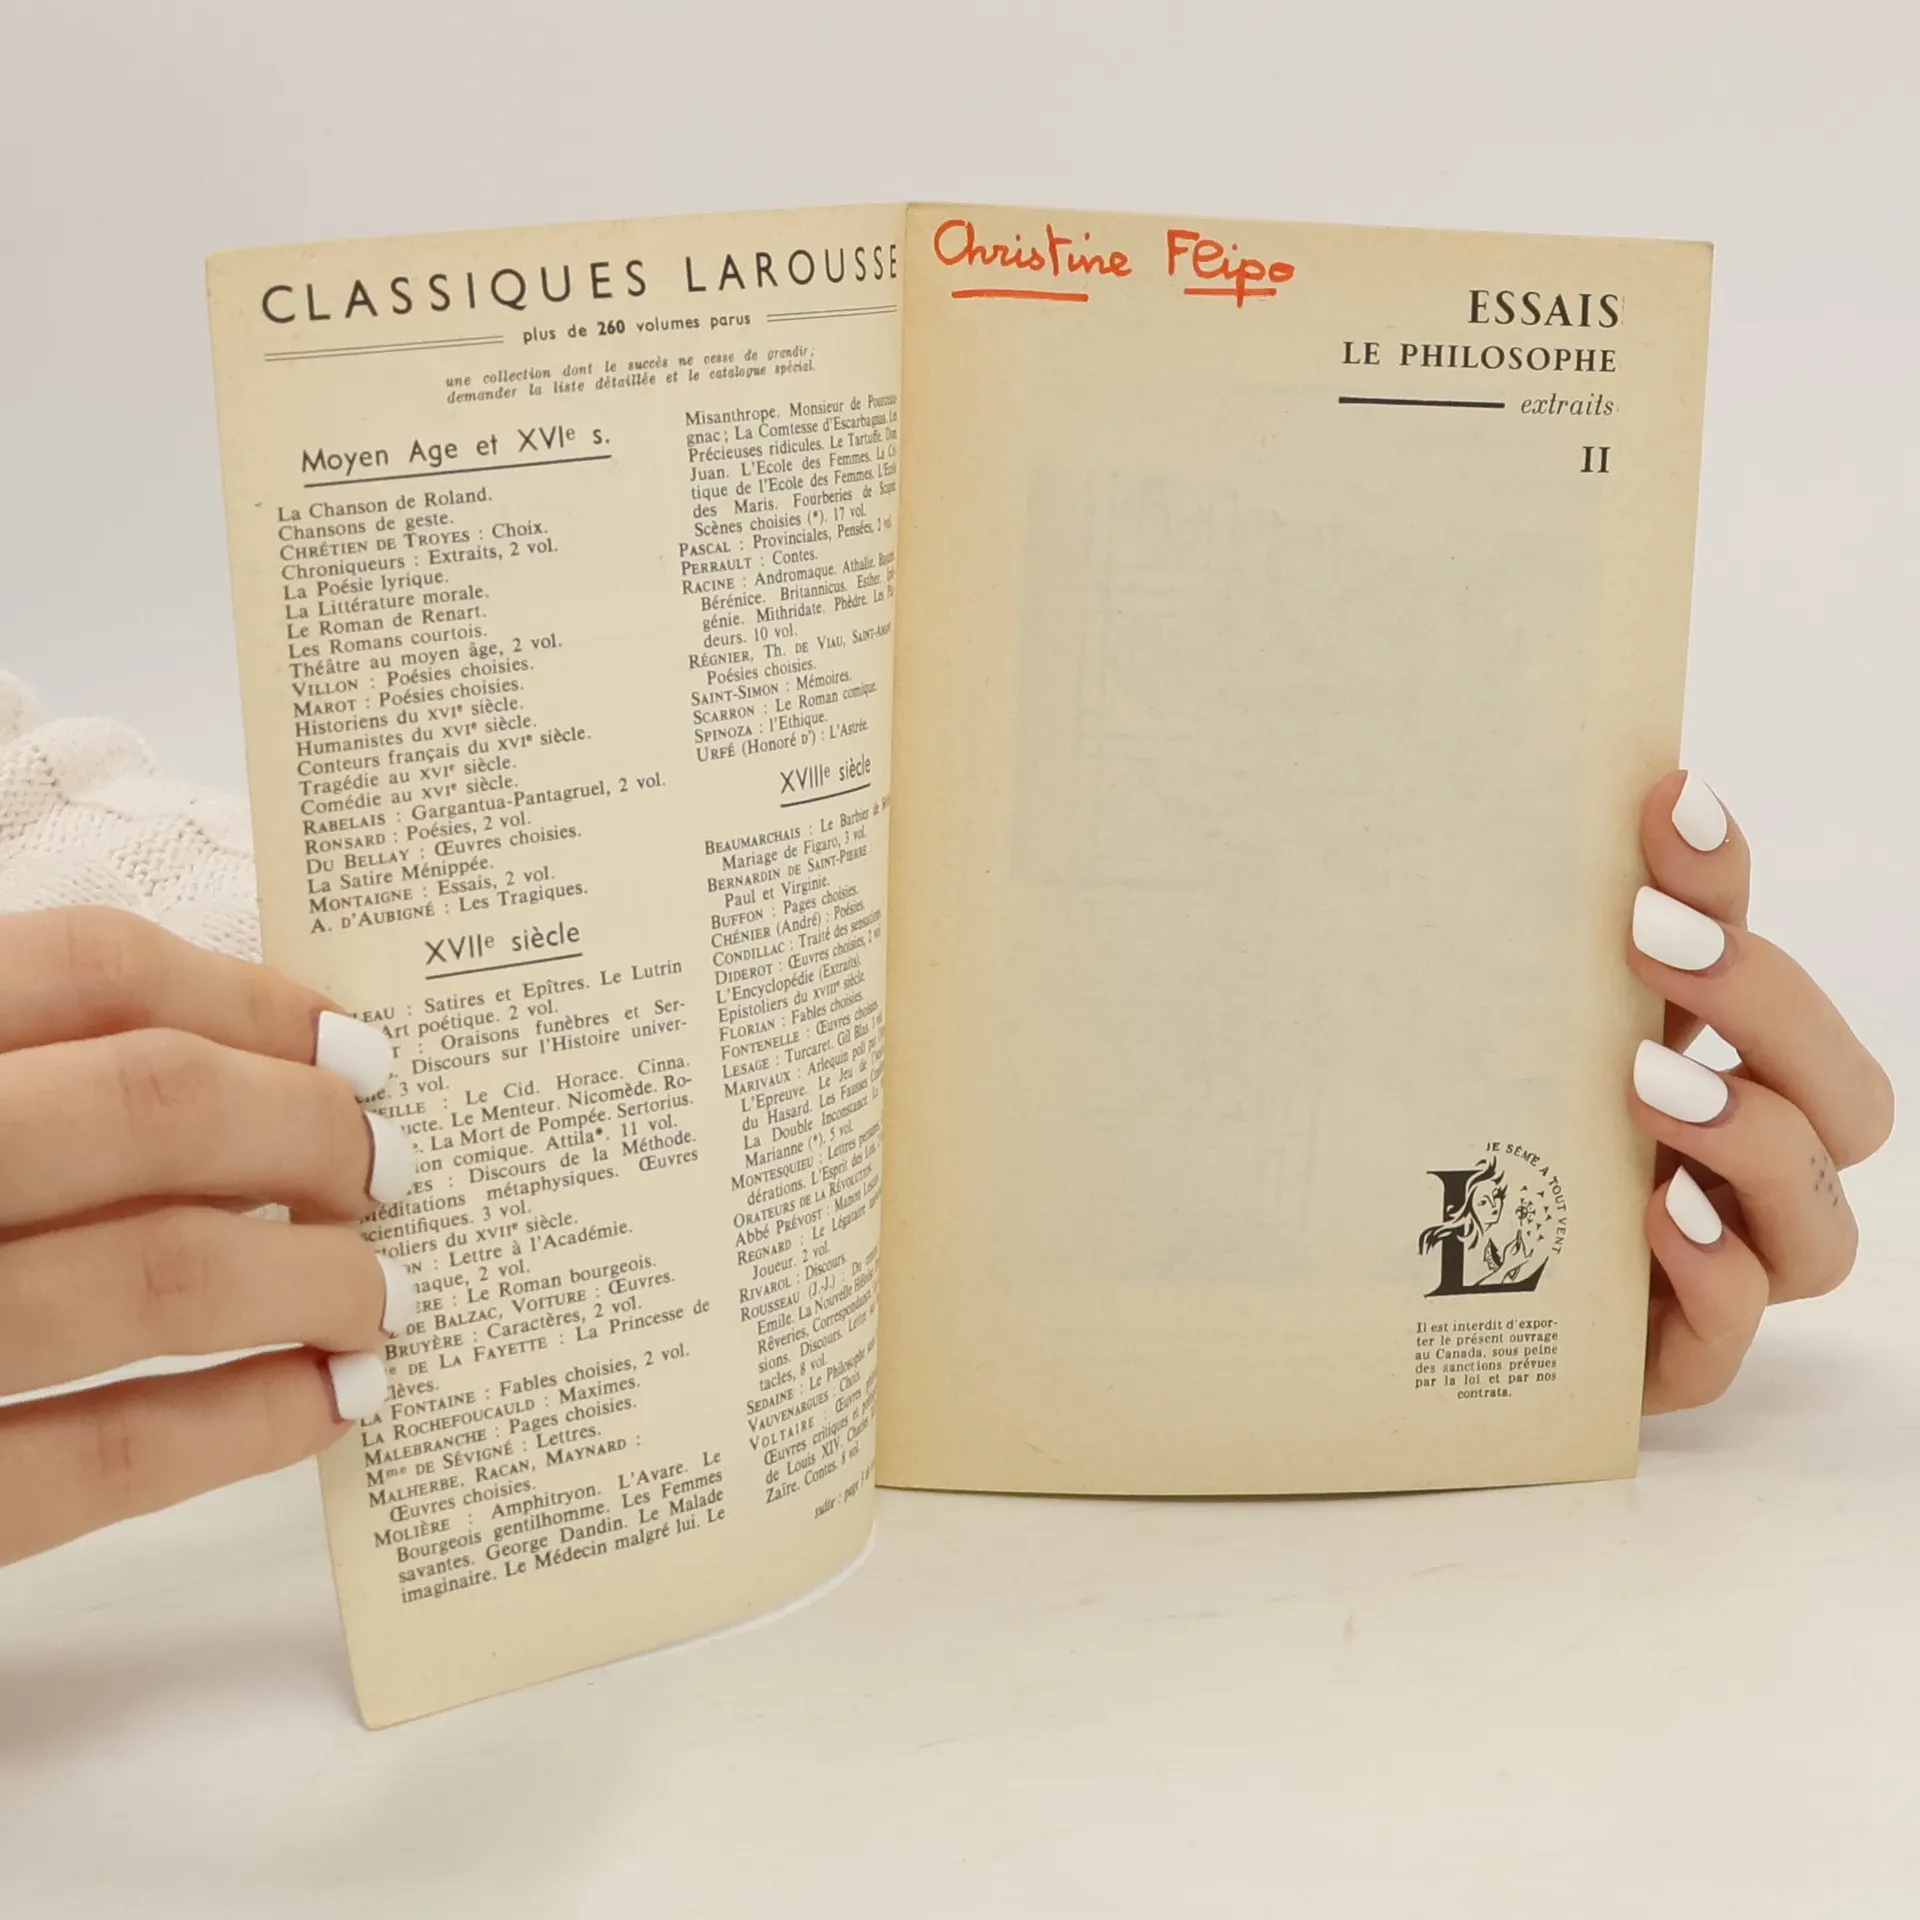 CLASSIQUES LAROUSSE
plus de 260 volumes parus
une collection dont le succès ne cesse de grandir;
demander la liste détaillée et le catalogue spécial.
Moyen Age et XVIe s.
La Chanson de Roland.
Chansons de geste.
CHRÉTIEN DE TROYES : Choix.
Chroniqueurs : Extraits, 2 vol.
La Poésie lyrique.
La Littérature morale.
Le Roman de Renart.
Les Romans courtois.
Théâtre au moyen âge, 2 vol.
VILLON : Poésies choisies.
MAROT : Poésies choisies.
Historiens du XVIe siècle.
Humanistes du XVIe siècle.
Conteurs français du XVIe siècle.
Tragédie au XVIe siècle.
Comédie au XVIe siècle.
RABELAIS : Gargantua-Pantagruel, 2 vol.
RONSARD : Poésies, 2 vol.
DU BELLAY : Œuvres choisies.
La Satire Ménippée.
MONTAIGNE : Essais, 2 vol.
A. D'AUBIGNÉ : Les Tragiques.
XVIIe siècle
LEAU : Satires et Epîtres. Le Lutrin
Art poétique. 2 vol.
: Oraisons funèbres et Ser-
Discours sur l'Histoire univer-
3 vol.
EILLE : Le Cid. Horace. Cinna.
ucte. Le Menteur. Nicomède. Ro-
La Mort de Pompée. Sertorius.
ion comique. Attila*. 11 vol.
ES : Discours de la Méthode.
Méditations métaphysiques. Œuvres
scientifiques. 3 vol.
toliers du XVIIe siècle.
ON : Lettre à l'Académie.
maque, 2 vol.
ÈRE : Le Roman bourgeois.
DE BALZAC, VOITURE : Œuvres.
BRUYÈRE : Caractères, 2 vol.
DE LA FAYETTE : La Princesse de
lèves.
LA FONTAINE : Fables choisies, 2 vol.
LA ROCHEFOUCAULD : Maximes.
MALEBRANCHE : Pages choisies.
Mme DE SÉVIGNÉ : Lettres.
MALHERBE, RACAN, MAYNARD :
Œuvres choisies.
MOLIÈRE : Amphitryon. L'Avare. Le
Bourgeois gentilhomme. Les Femmes
savantes. George Dandin. Le Malade
imaginaire. Le Médecin malgré lui. Le
Misanthrope. Monsieur de Pourceau-
gnac; La Comtesse d'Escarbagnas. Les
Précieuses ridicules. Le Tartuffe. Don
Juan. L'Ecole des Femmes. La Cri-
tique de l'Ecole des Femmes. L'Ecole
des Maris. Fourberies de Scapin
Scènes choisies (*). 17 vol.
PASCAL : Provinciales, Pensées, 2 vol
PERRAULT : Contes.
RACINE : Andromaque. Athalie.
Bérénice. Britannicus. Esther.
génie. Mithridate. Phèdre. Les
deurs. 10 vol.
RÉGNIER, TH. DE VIAU, SAINT-AMANT
Poésies choisies.
SAINT-SIMON : Mémoires.
SCARRON : Le Roman comique.
SPINOZA : l'Ethique.
URFÉ (Honoré D') : L'Astrée.
XVIIIe siècle
BEAUMARCHAIS : Le Barbier de
Mariage de Figaro, 3 vol.
BERNARDIN DE SAINT-PIERRE
Paul et Virginie.
BUFFON : Pages choisies.
CHÉNIER (André) : Poésies.
CONDILLAC : Traité des sensations
DIDEROT : Œuvres choisies, 2 vol
L'Encyclopédie (Extraits).
Epistoliers du XVIIIe siècle.
FLORIAN : Fables choisies.
FONTENELLE : Œuvres choisies.
LESAGE : Turcaret. Gil Blas. 3 vol
MARIVAUX : Arlequin poli par
L'Epreuve. Le Jeu de
du Hasard. Les Fausses
La Double Inconstance. La
Marianne (*). 5 vol.
MONTESQUIEU : Lettres
dérations. L'Esprit des Lois,
ORATEURS DE LA RÉVOLUTION.
Abbé PRÉVOST : Manon Lescaut
REGNARD : Le Légataire
Joueur. 2 vol.
RIVAROL : Discours.
ROUSSEAU (J.-J.) : Du
Emile. La Nouvelle Héloïse
Rêveries, Correspondance,
sions. Discours. Lettre
tacles, 8 vol.
SEDAINE : Le Philosophe
VAUVENARGUES : Choix.
VOLTAIRE : Œuvres
Œuvres critiques et
de Louis XIV. Charles
Zaïre. Contes. 8 vol.
suite : page 3
Christine Flipo
ESSAIS
LE PHILOSOPHE
extraits
II
JE SÈME A TOUT VENT
L
Il est interdit d'expor-
ter le présent ouvrage
au Canada, sous peine
des sanctions prévues
par la loi et par nos
contrats.